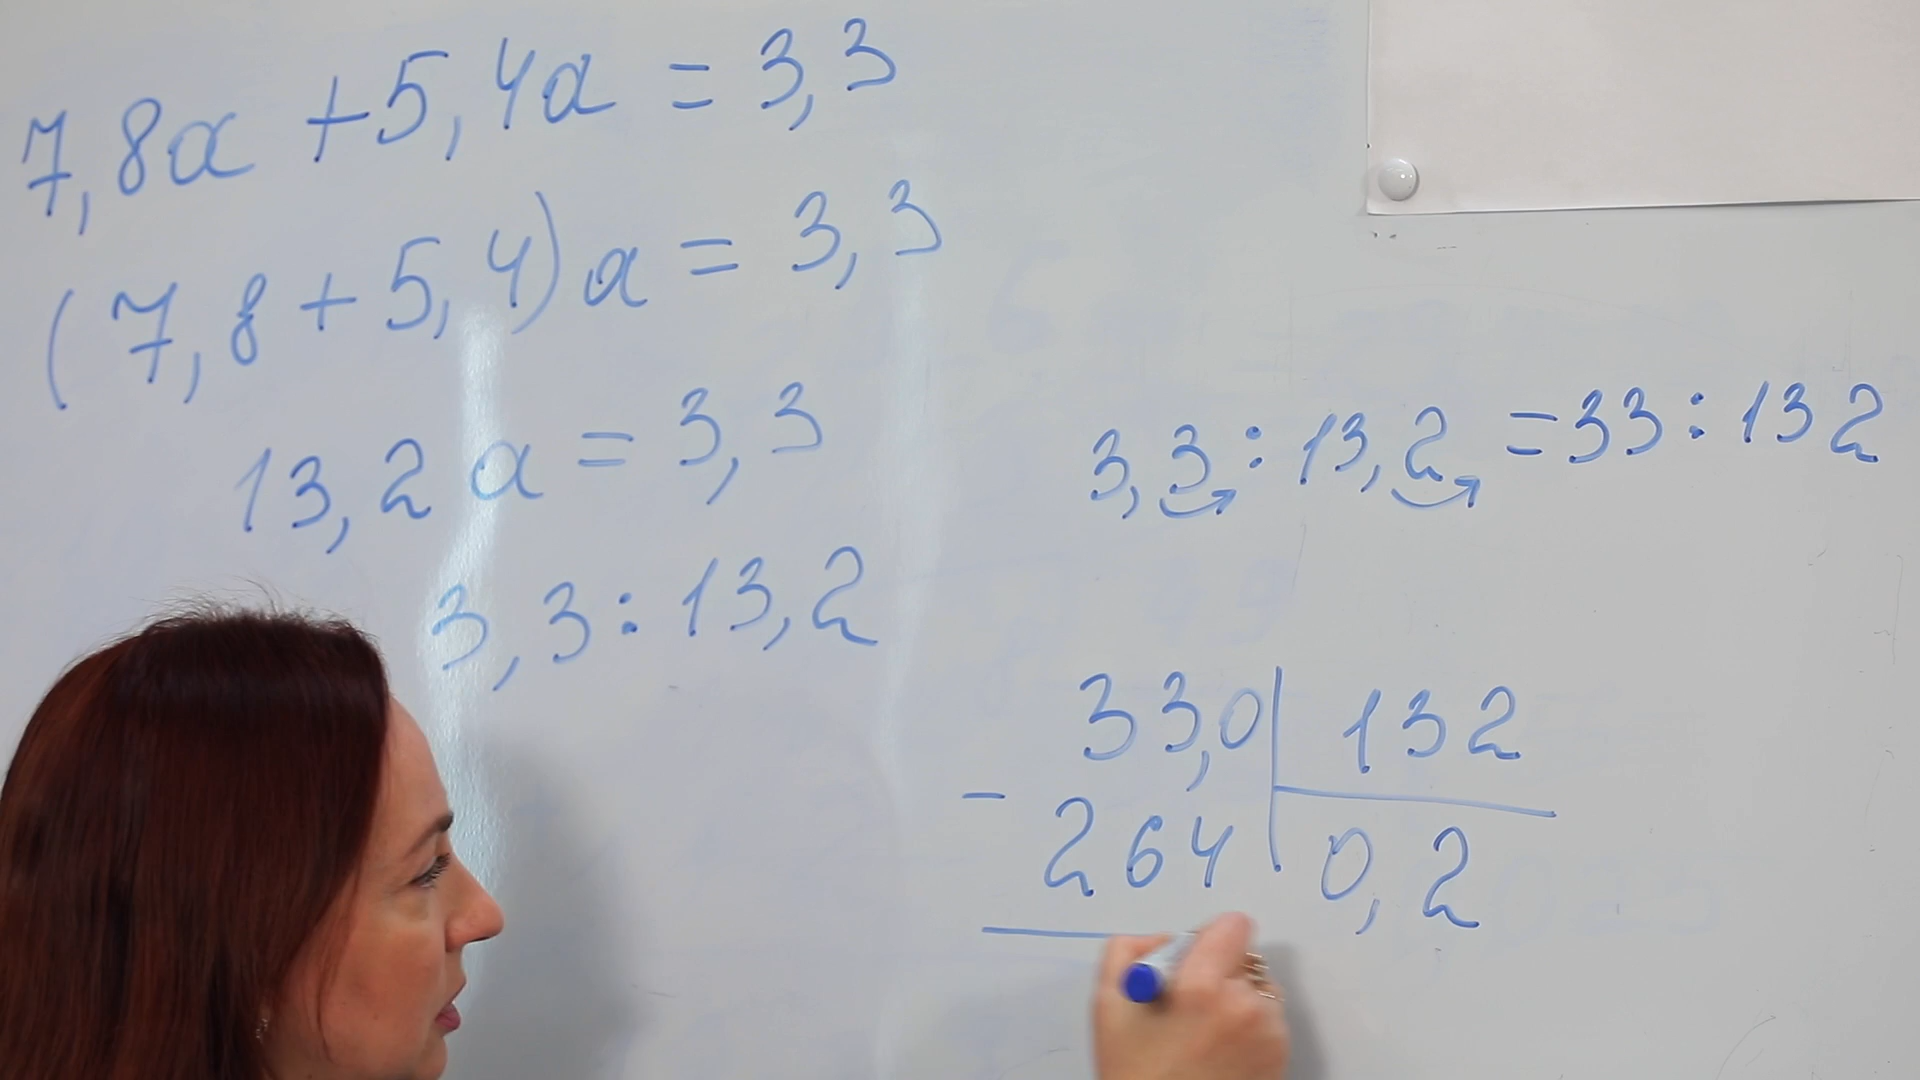 7,8a + 5,4a = 3,3
(7,8 + 5,4)a = 3,3
13,2a = 3,3
3,3 : 13,2
3,3 : 13,2 = 33 : 132
33,0 | 132
- 264 | 0,2